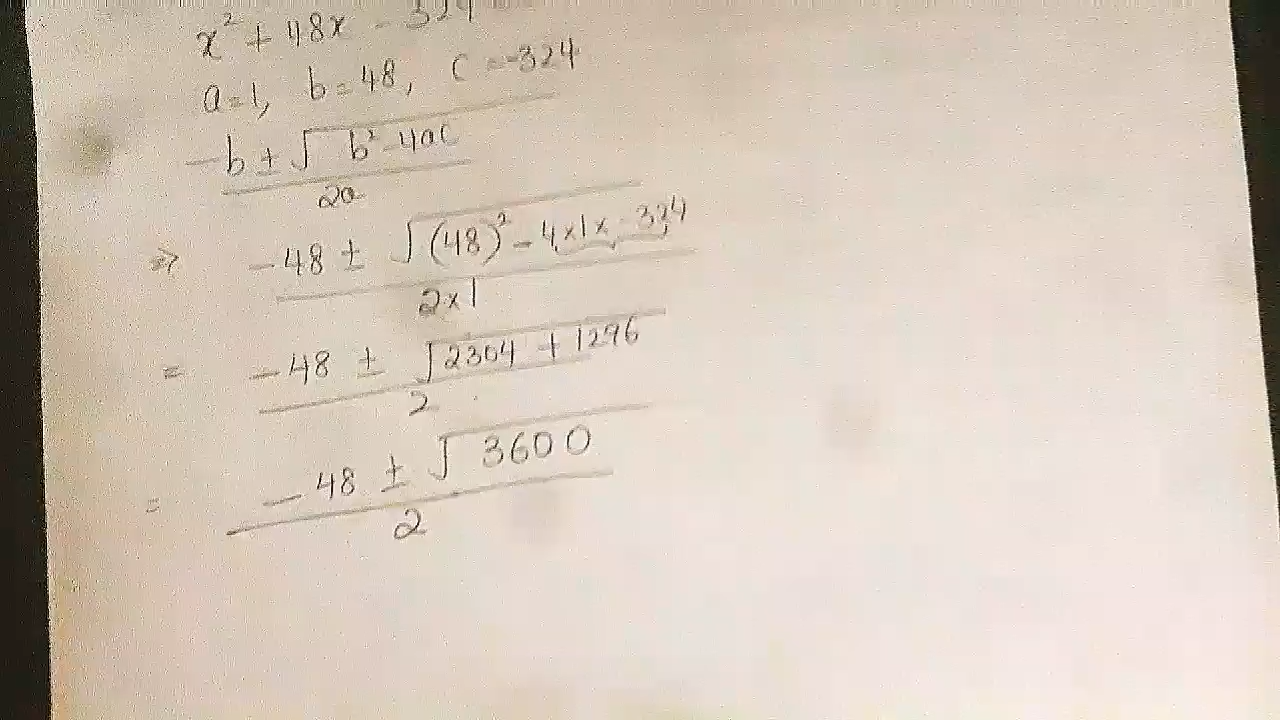 x² + 48x - 324
a=1, b=48, c=-324
-b ± √b²-4ac
2a
⇒ -48 ± √(48)² - 4×1×-324
2×1
= -48 ± √2304 + 1296
2
= -48 ± √3600
2